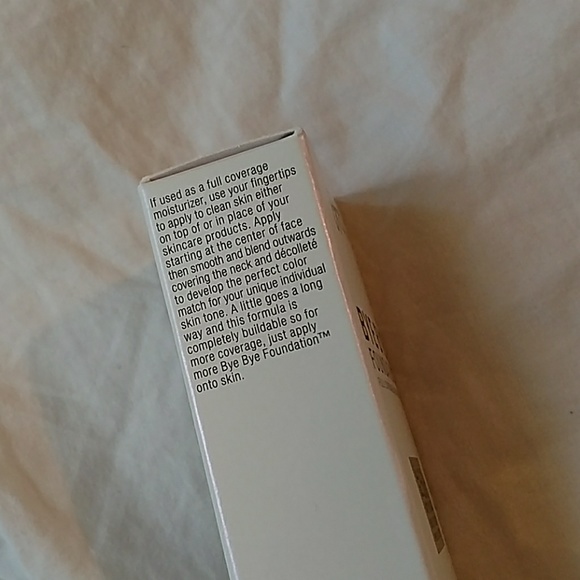 If used as a full coverage
moisturizer, use your fingertips
to apply to clean skin either
on top of or in place of your
skincare products. Apply
starting at the center of face
then smooth and blend outwards
covering the neck and décolleté
to develop the perfect color
match for your unique individual
skin tone. A little goes a long
way and this formula is
completely buildable so for
more coverage, just apply
more Bye Bye Foundation™
onto skin.